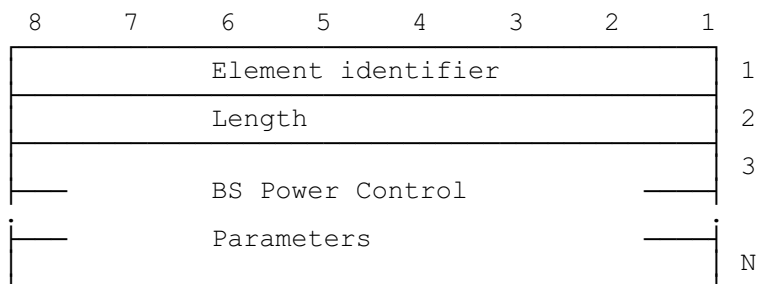 8 7 6 5 4 3 2 1
Element identifier 1
Length 2
3
BS Power Control
Parameters
N